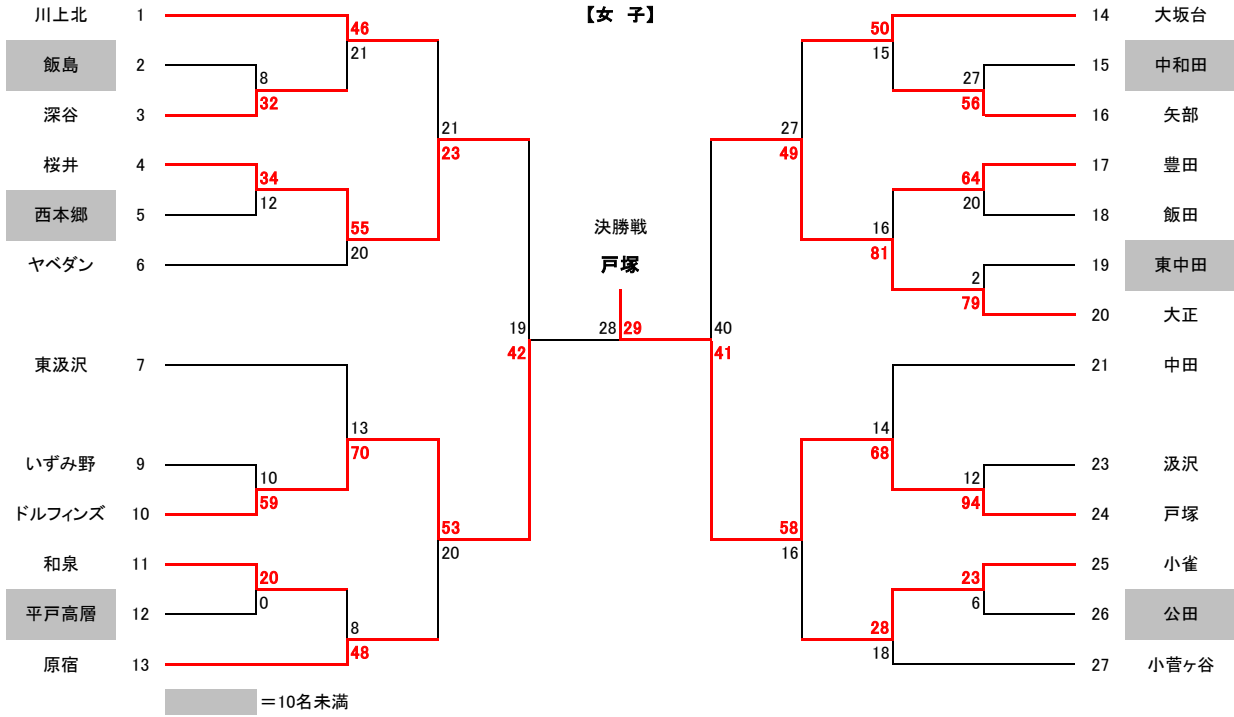 【女 子】
川上北 1 46 50 14 大坂台
飯島 2 8 21 15 27 15 中和田
深谷 3 32 56 16 矢部
21 27
23 49
桜井 4 34 64 17 豊田
西本郷 5 12 55 16 20 18 飯田
ヤベダン 6 20 81 2 19 東中田
79 20 大正
決勝戦
戸塚
19 28 29 40
42 41
東汲沢 7 21 中田
13 14
70 68
いずみ野 9 10 12 23 汲沢
ドルフィンズ 10 59 94 24 戸塚
53 58
20 16
和泉 11 20 23 25 小雀
平戸高層 12 0 8 28 6 26 公田
原宿 13 48 18 27 小菅ヶ谷
＝10名未満